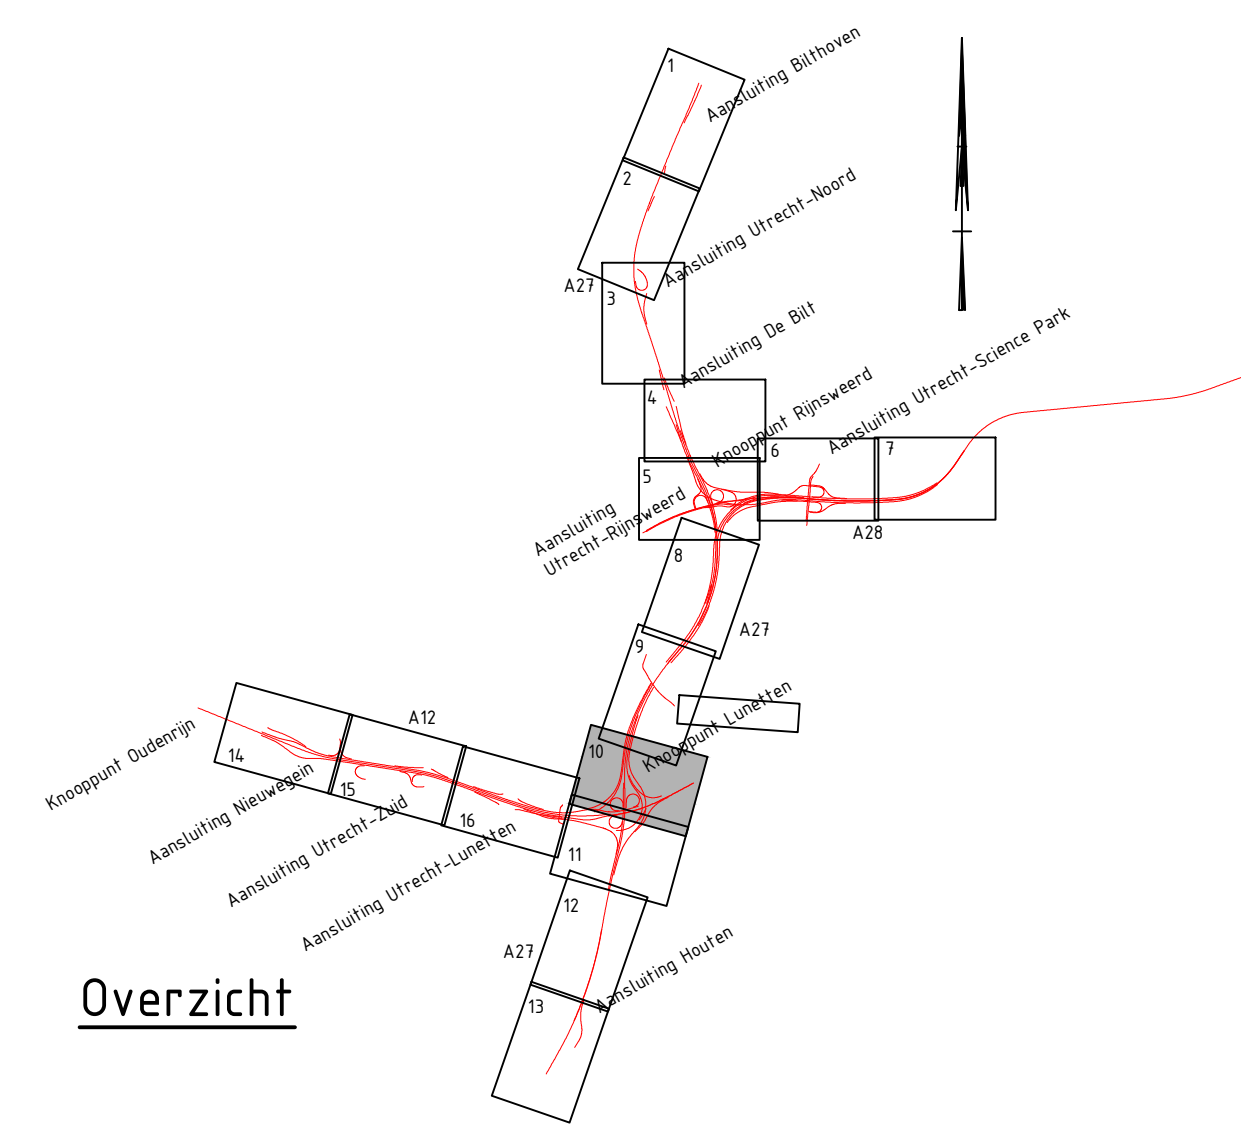 1
Aansluiting Bilthoven
2
Aansluiting Utrecht-Noord
A27
3
Aansluiting De Bilt
4
Knooppunt Rijnsweerd
Aansluiting Utrecht-Science Park
5
6
7
Aansluiting
Utrecht-Rijnsweerd
A28
8
A27
9
Knooppunt Lunetten
10
A12
Knooppunt Oudenrijn
14
Aansluiting Nieuwegein
15
Aansluiting Utrecht-Zuid
16
Aansluiting Utrecht-Lunetten
11
12
A27
Aansluiting Houten
13
Overzicht